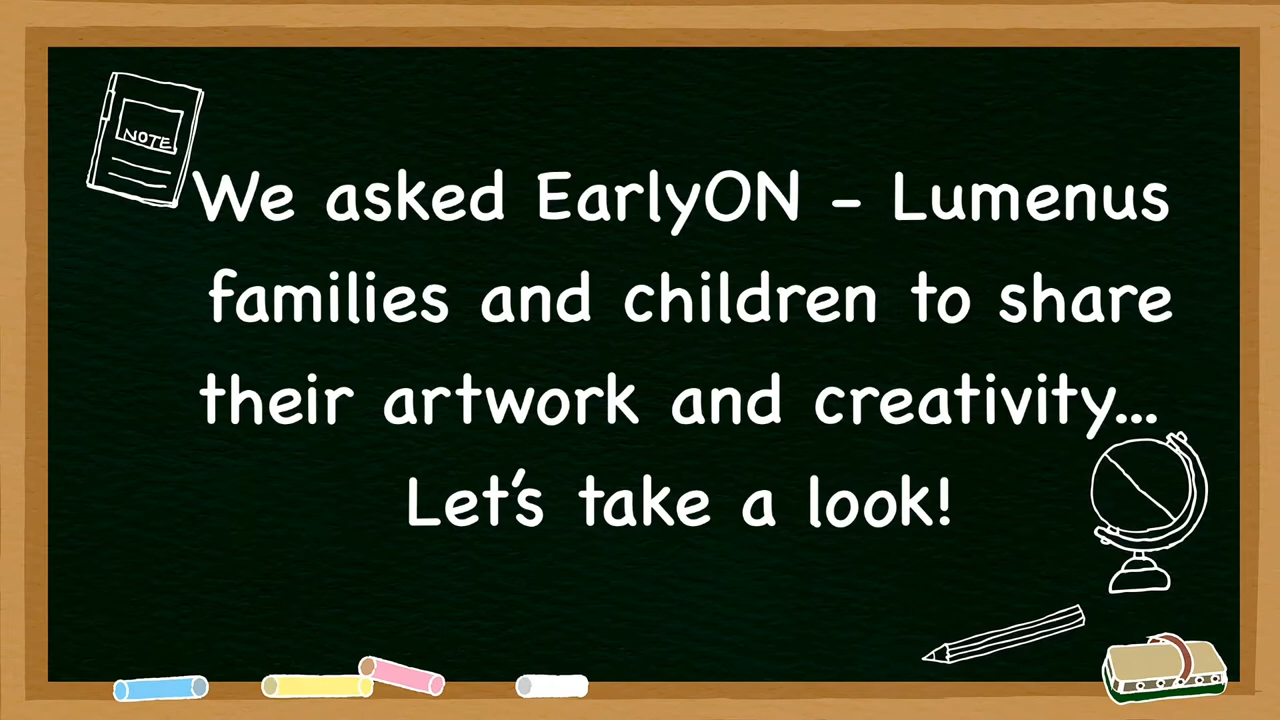 NOTE
We asked EarlyON - Lumenus
families and children to share
their artwork and creativity...
Let's take a look!